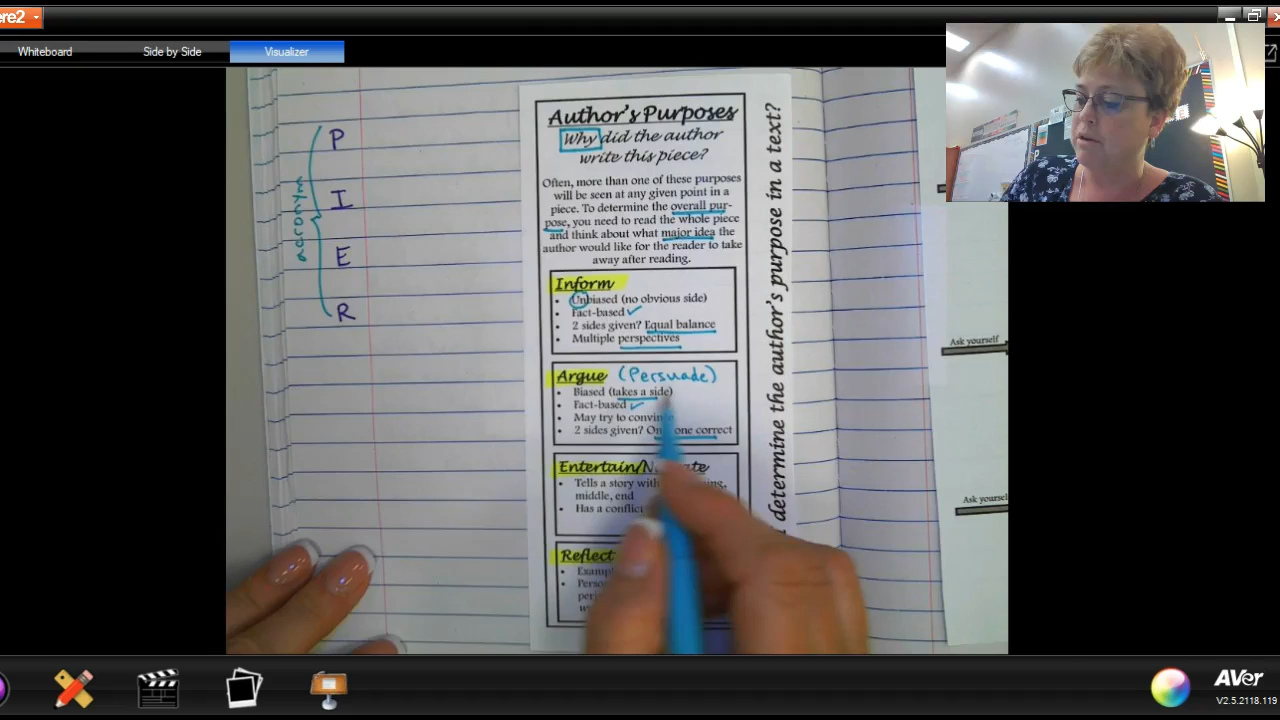 ere2
Whiteboard
Side by Side
Visualizer
acronym
P
I
E
R
Author's Purposes
Why did the author
write this piece?
Often, more than one of these purposes
will be seen at any given point in a
piece. To determine the overall pur-
pose, you need to read the whole piece
and think about what major idea the
author would like for the reader to take
away after reading.
Inform
• Unbiased (no obvious side)
• Fact-based ✓
• 2 sides given? Equal balance
• Multiple perspectives
Argue (Persuade)
• Biased (takes a side)
• Fact-based ✓
• May try to convin
• 2 sides given? On one correct
Entertain/N
• Tells a story with
middle, end
• Has a conflict
Reflect
• Examp
• Perso
determine the author's purpose in a text?
Ask yourself
Ask yourself
AVer
V2.5.2118.119